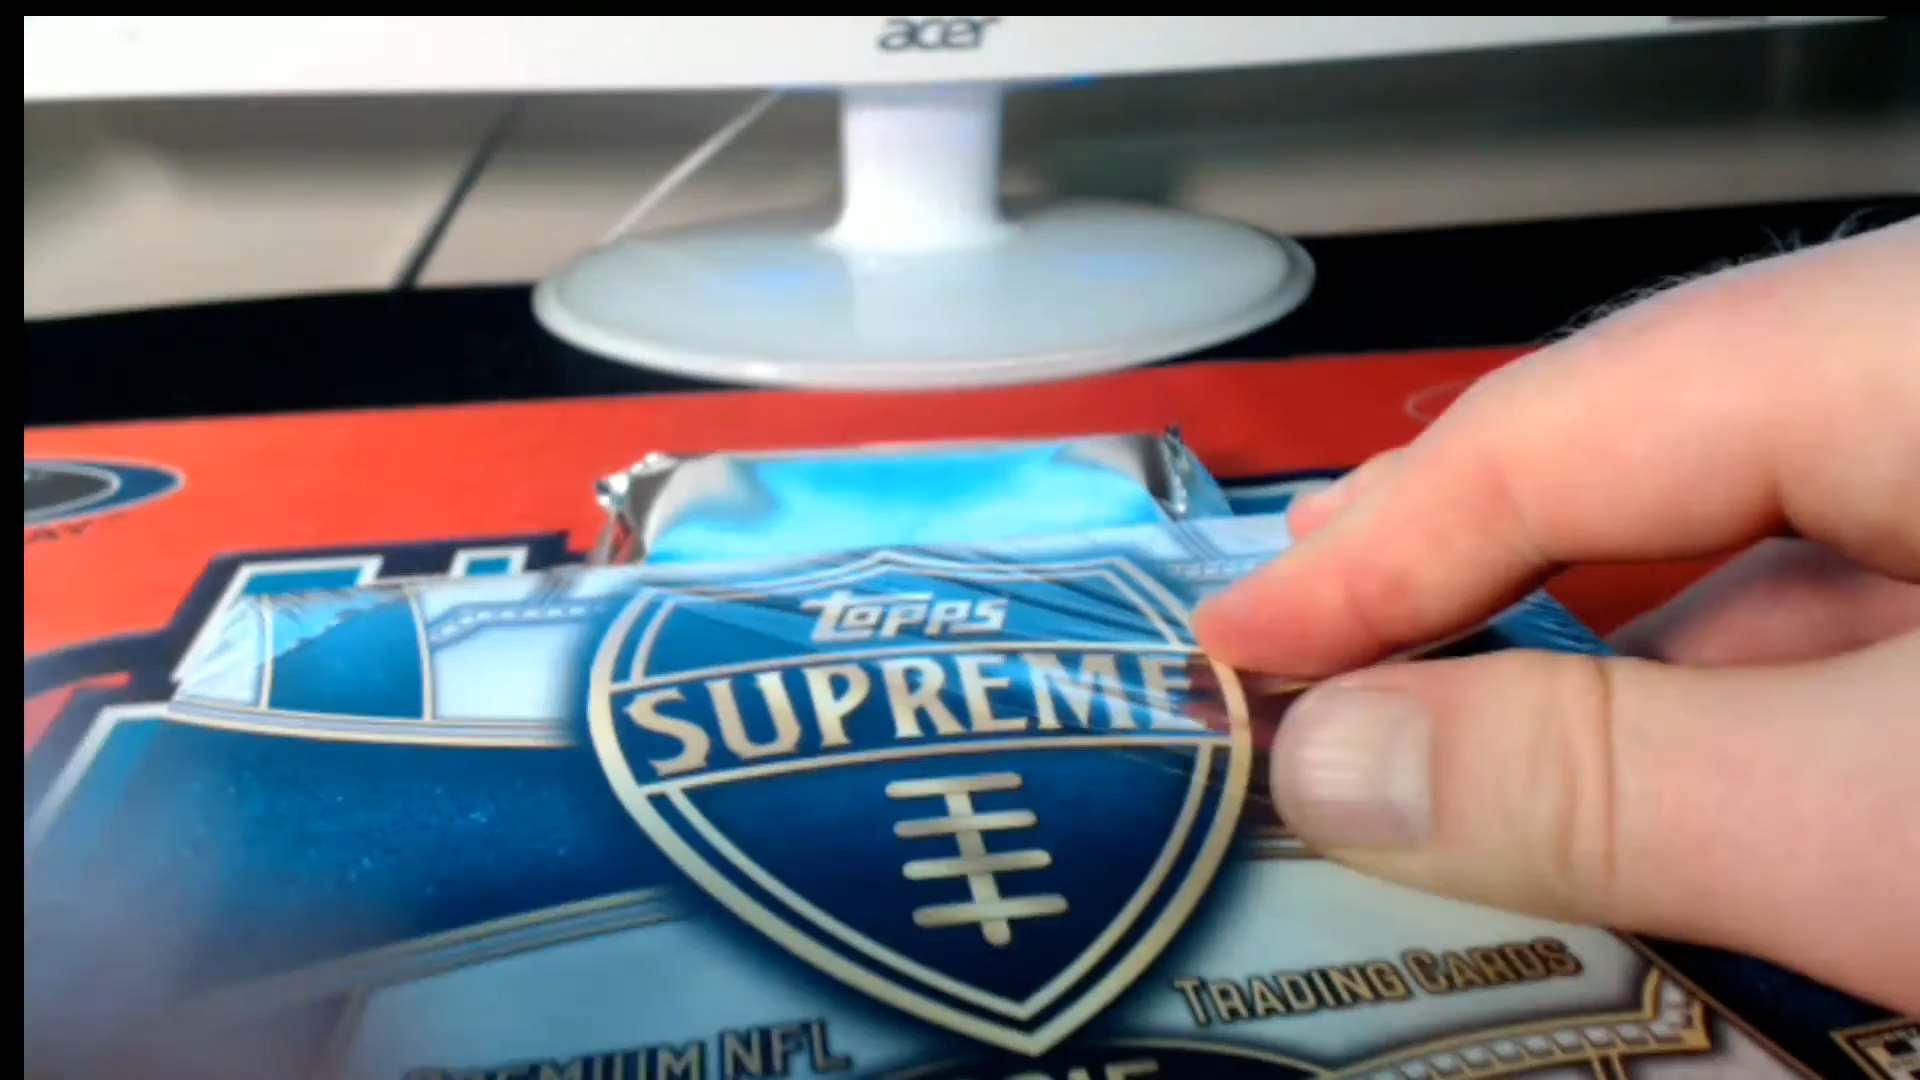 acer
Topps
SUPREME
TRADING CARDS
PREMIUM NFL